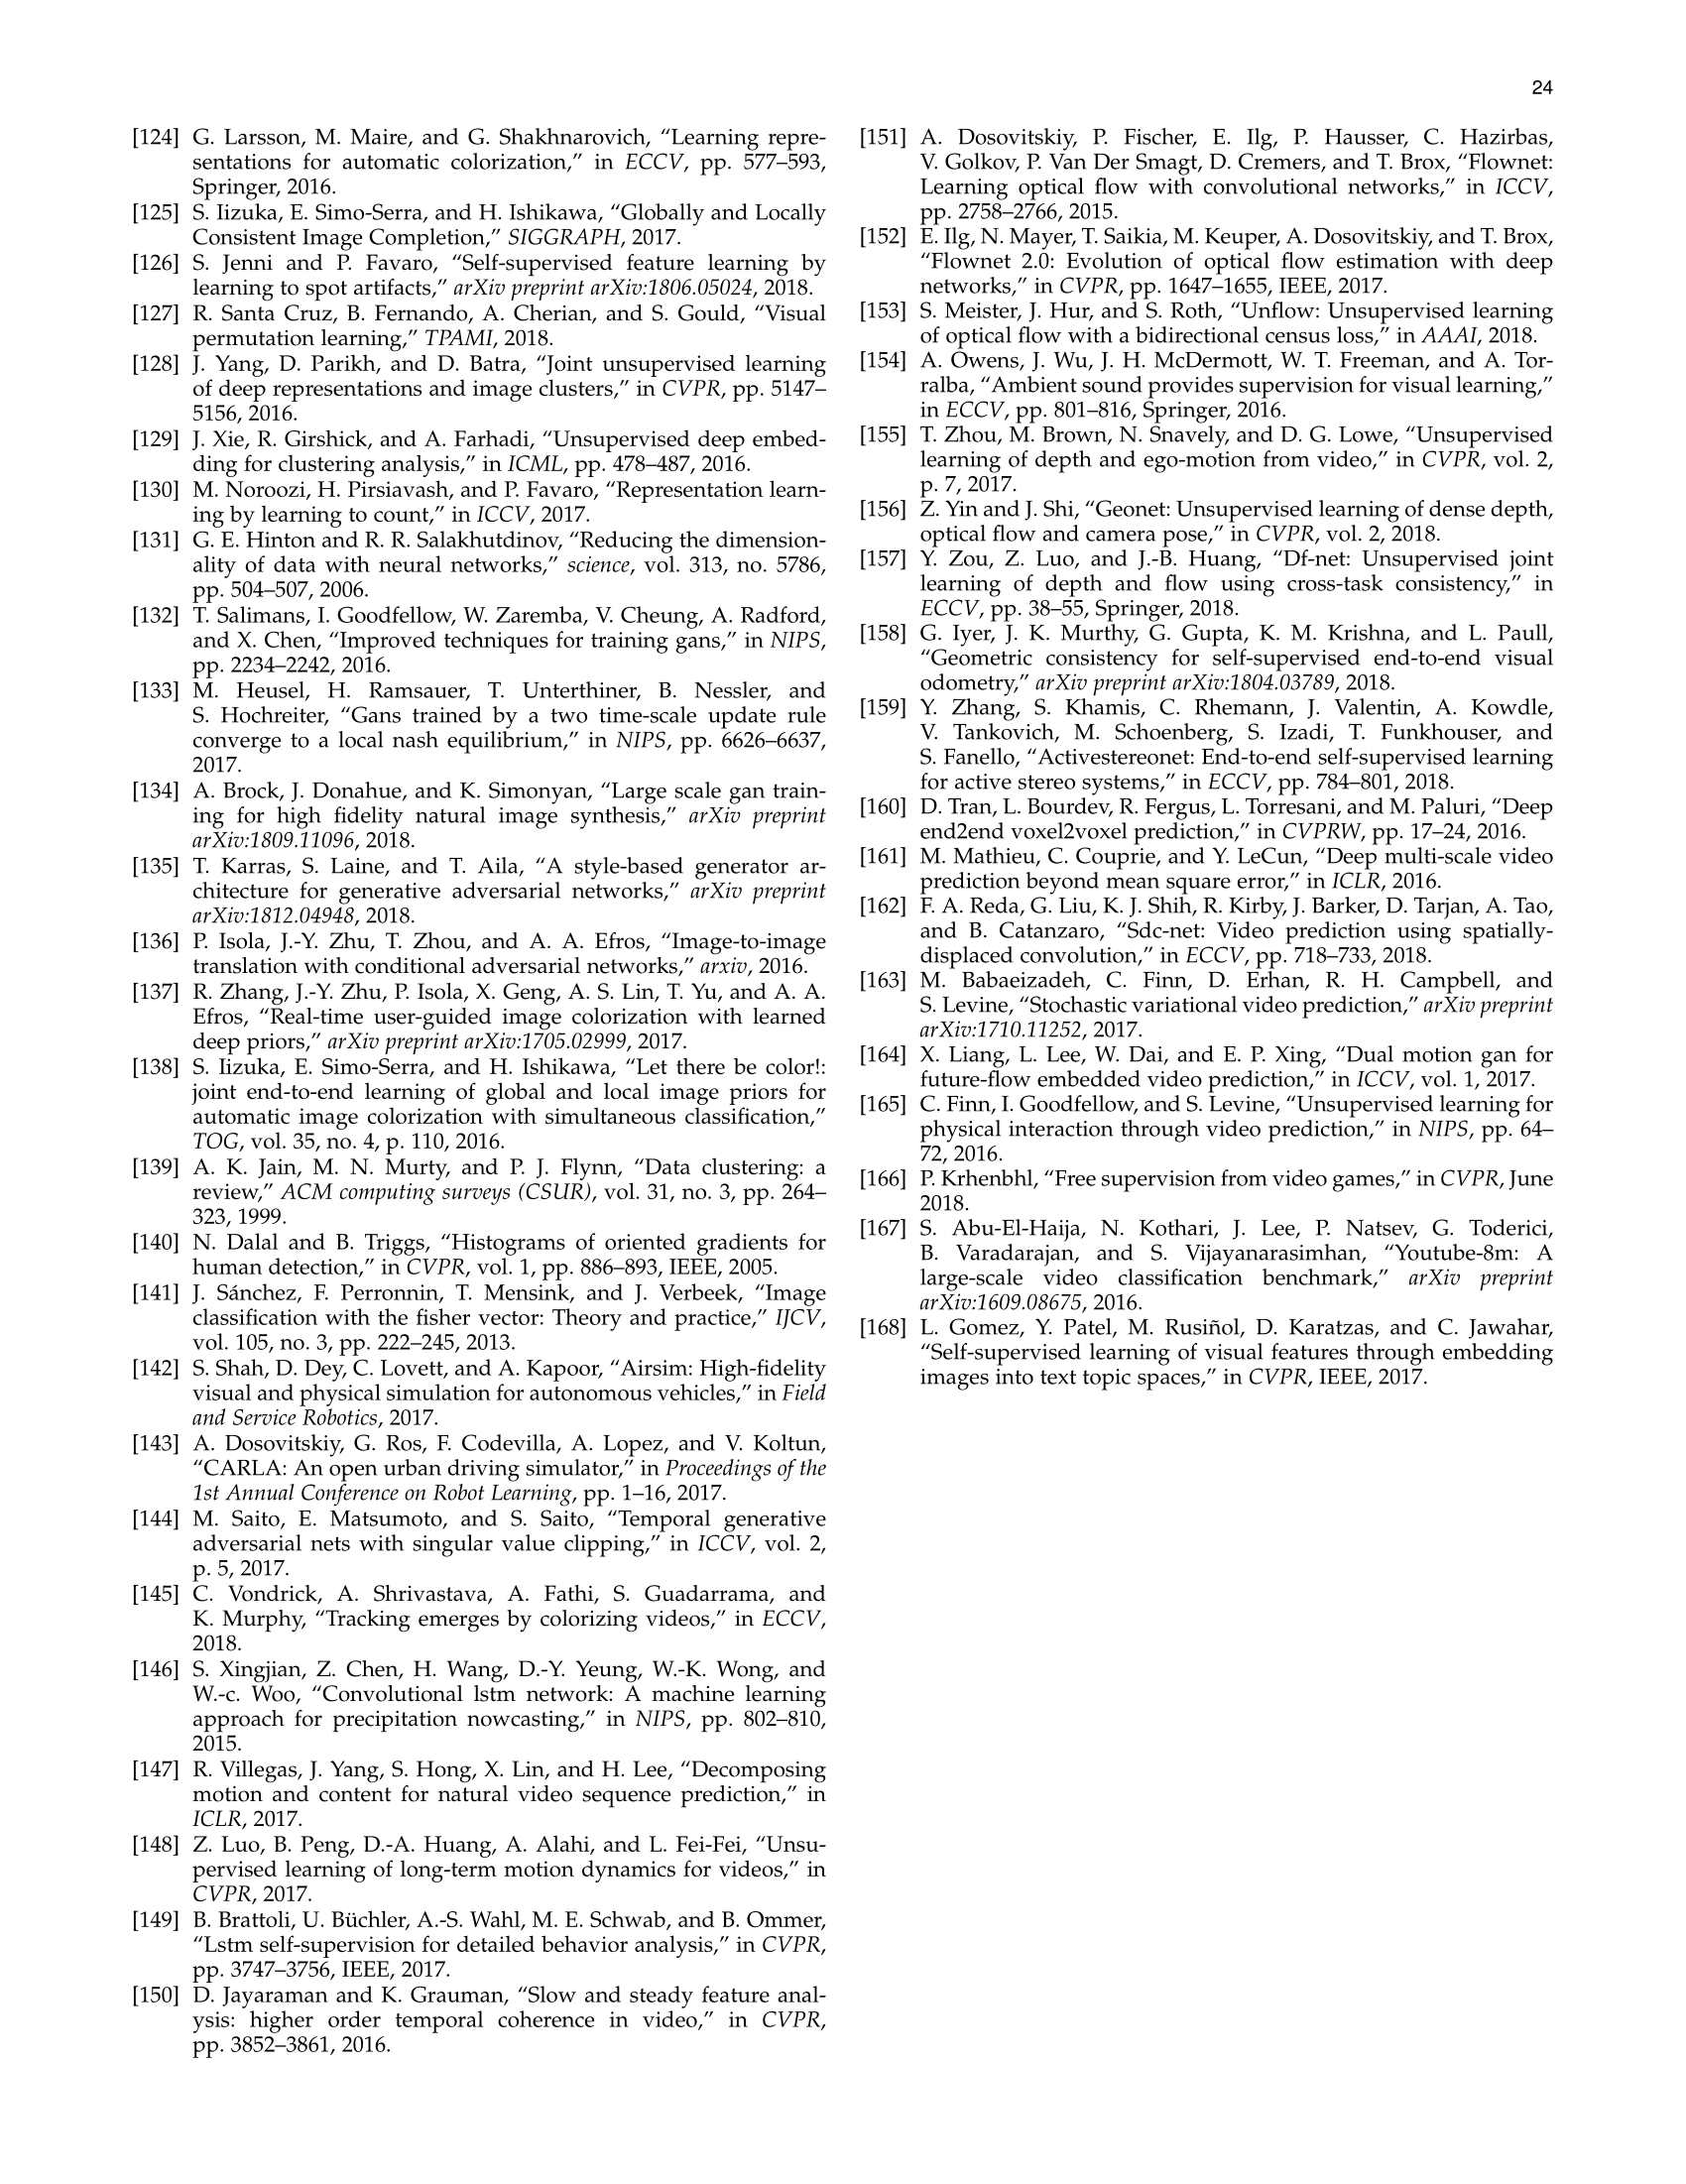 24
[124] G. Larsson, M. Maire, and G. Shakhnarovich, “Learning repre-
sentations for automatic colorization,” in ECCV, pp. 577–593,
Springer, 2016.
[125] S. Iizuka, E. Simo-Serra, and H. Ishikawa, “Globally and Locally
Consistent Image Completion,” SIGGRAPH, 2017.
[126] S. Jenni and P. Favaro, “Self-supervised feature learning by
learning to spot artifacts,” arXiv preprint arXiv:1806.05024, 2018.
[127] R. Santa Cruz, B. Fernando, A. Cherian, and S. Gould, “Visual
permutation learning,” TPAMI, 2018.
[128] J. Yang, D. Parikh, and D. Batra, “Joint unsupervised learning
of deep representations and image clusters,” in CVPR, pp. 5147–
5156, 2016.
[129] J. Xie, R. Girshick, and A. Farhadi, “Unsupervised deep embed-
ding for clustering analysis,” in ICML, pp. 478–487, 2016.
[130] M. Noroozi, H. Pirsiavash, and P. Favaro, “Representation learn-
ing by learning to count,” in ICCV, 2017.
[131] G. E. Hinton and R. R. Salakhutdinov, “Reducing the dimension-
ality of data with neural networks,” science, vol. 313, no. 5786,
pp. 504–507, 2006.
[132] T. Salimans, I. Goodfellow, W. Zaremba, V. Cheung, A. Radford,
and X. Chen, “Improved techniques for training gans,” in NIPS,
pp. 2234–2242, 2016.
[133] M. Heusel, H. Ramsauer, T. Unterthiner, B. Nessler, and
S. Hochreiter, “Gans trained by a two time-scale update rule
converge to a local nash equilibrium,” in NIPS, pp. 6626–6637,
2017.
[134] A. Brock, J. Donahue, and K. Simonyan, “Large scale gan train-
ing for high fidelity natural image synthesis,” arXiv preprint
arXiv:1809.11096, 2018.
[135] T. Karras, S. Laine, and T. Aila, “A style-based generator ar-
chitecture for generative adversarial networks,” arXiv preprint
arXiv:1812.04948, 2018.
[136] P. Isola, J.-Y. Zhu, T. Zhou, and A. A. Efros, “Image-to-image
translation with conditional adversarial networks,” arxiv, 2016.
[137] R. Zhang, J.-Y. Zhu, P. Isola, X. Geng, A. S. Lin, T. Yu, and A. A.
Efros, “Real-time user-guided image colorization with learned
deep priors,” arXiv preprint arXiv:1705.02999, 2017.
[138] S. Iizuka, E. Simo-Serra, and H. Ishikawa, “Let there be color!:
joint end-to-end learning of global and local image priors for
automatic image colorization with simultaneous classification,”
TOG, vol. 35, no. 4, p. 110, 2016.
[139] A. K. Jain, M. N. Murty, and P. J. Flynn, “Data clustering: a
review,” ACM computing surveys (CSUR), vol. 31, no. 3, pp. 264–
323, 1999.
[140] N. Dalal and B. Triggs, “Histograms of oriented gradients for
human detection,” in CVPR, vol. 1, pp. 886–893, IEEE, 2005.
[141] J. Sánchez, F. Perronnin, T. Mensink, and J. Verbeek, “Image
classification with the fisher vector: Theory and practice,” IJCV,
vol. 105, no. 3, pp. 222–245, 2013.
[142] S. Shah, D. Dey, C. Lovett, and A. Kapoor, “Airsim: High-fidelity
visual and physical simulation for autonomous vehicles,” in Field
and Service Robotics, 2017.
[143] A. Dosovitskiy, G. Ros, F. Codevilla, A. Lopez, and V. Koltun,
“CARLA: An open urban driving simulator,” in Proceedings of the
1st Annual Conference on Robot Learning, pp. 1–16, 2017.
[144] M. Saito, E. Matsumoto, and S. Saito, “Temporal generative
adversarial nets with singular value clipping,” in ICCV, vol. 2,
p. 5, 2017.
[145] C. Vondrick, A. Shrivastava, A. Fathi, S. Guadarrama, and
K. Murphy, “Tracking emerges by colorizing videos,” in ECCV,
2018.
[146] S. Xingjian, Z. Chen, H. Wang, D.-Y. Yeung, W.-K. Wong, and
W.-c. Woo, “Convolutional lstm network: A machine learning
approach for precipitation nowcasting,” in NIPS, pp. 802–810,
2015.
[147] R. Villegas, J. Yang, S. Hong, X. Lin, and H. Lee, “Decomposing
motion and content for natural video sequence prediction,” in
ICLR, 2017.
[148] Z. Luo, B. Peng, D.-A. Huang, A. Alahi, and L. Fei-Fei, “Unsu-
pervised learning of long-term motion dynamics for videos,” in
CVPR, 2017.
[149] B. Brattoli, U. Büchler, A.-S. Wahl, M. E. Schwab, and B. Ommer,
“Lstm self-supervision for detailed behavior analysis,” in CVPR,
pp. 3747–3756, IEEE, 2017.
[150] D. Jayaraman and K. Grauman, “Slow and steady feature anal-
ysis: higher order temporal coherence in video,” in CVPR,
pp. 3852–3861, 2016.
[151] A. Dosovitskiy, P. Fischer, E. Ilg, P. Hausser, C. Hazirbas,
V. Golkov, P. Van Der Smagt, D. Cremers, and T. Brox, “Flownet:
Learning optical flow with convolutional networks,” in ICCV,
pp. 2758–2766, 2015.
[152] E. Ilg, N. Mayer, T. Saikia, M. Keuper, A. Dosovitskiy, and T. Brox,
“Flownet 2.0: Evolution of optical flow estimation with deep
networks,” in CVPR, pp. 1647–1655, IEEE, 2017.
[153] S. Meister, J. Hur, and S. Roth, “Unflow: Unsupervised learning
of optical flow with a bidirectional census loss,” in AAAI, 2018.
[154] A. Owens, J. Wu, J. H. McDermott, W. T. Freeman, and A. Tor-
ralba, “Ambient sound provides supervision for visual learning,”
in ECCV, pp. 801–816, Springer, 2016.
[155] T. Zhou, M. Brown, N. Snavely, and D. G. Lowe, “Unsupervised
learning of depth and ego-motion from video,” in CVPR, vol. 2,
p. 7, 2017.
[156] Z. Yin and J. Shi, “Geonet: Unsupervised learning of dense depth,
optical flow and camera pose,” in CVPR, vol. 2, 2018.
[157] Y. Zou, Z. Luo, and J.-B. Huang, “Df-net: Unsupervised joint
learning of depth and flow using cross-task consistency,” in
ECCV, pp. 38–55, Springer, 2018.
[158] G. Iyer, J. K. Murthy, G. Gupta, K. M. Krishna, and L. Paull,
“Geometric consistency for self-supervised end-to-end visual
odometry,” arXiv preprint arXiv:1804.03789, 2018.
[159] Y. Zhang, S. Khamis, C. Rhemann, J. Valentin, A. Kowdle,
V. Tankovich, M. Schoenberg, S. Izadi, T. Funkhouser, and
S. Fanello, “Activestereonet: End-to-end self-supervised learning
for active stereo systems,” in ECCV, pp. 784–801, 2018.
[160] D. Tran, L. Bourdev, R. Fergus, L. Torresani, and M. Paluri, “Deep
end2end voxel2voxel prediction,” in CVPRW, pp. 17–24, 2016.
[161] M. Mathieu, C. Couprie, and Y. LeCun, “Deep multi-scale video
prediction beyond mean square error,” in ICLR, 2016.
[162] F. A. Reda, G. Liu, K. J. Shih, R. Kirby, J. Barker, D. Tarjan, A. Tao,
and B. Catanzaro, “Sdc-net: Video prediction using spatially-
displaced convolution,” in ECCV, pp. 718–733, 2018.
[163] M. Babaeizadeh, C. Finn, D. Erhan, R. H. Campbell, and
S. Levine, “Stochastic variational video prediction,” arXiv preprint
arXiv:1710.11252, 2017.
[164] X. Liang, L. Lee, W. Dai, and E. P. Xing, “Dual motion gan for
future-flow embedded video prediction,” in ICCV, vol. 1, 2017.
[165] C. Finn, I. Goodfellow, and S. Levine, “Unsupervised learning for
physical interaction through video prediction,” in NIPS, pp. 64–
72, 2016.
[166] P. Krhenbhl, “Free supervision from video games,” in CVPR, June
2018.
[167] S. Abu-El-Haija, N. Kothari, J. Lee, P. Natsev, G. Toderici,
B. Varadarajan, and S. Vijayanarasimhan, “Youtube-8m: A
large-scale video classification benchmark,” arXiv preprint
arXiv:1609.08675, 2016.
[168] L. Gomez, Y. Patel, M. Rusiñol, D. Karatzas, and C. Jawahar,
“Self-supervised learning of visual features through embedding
images into text topic spaces,” in CVPR, IEEE, 2017.